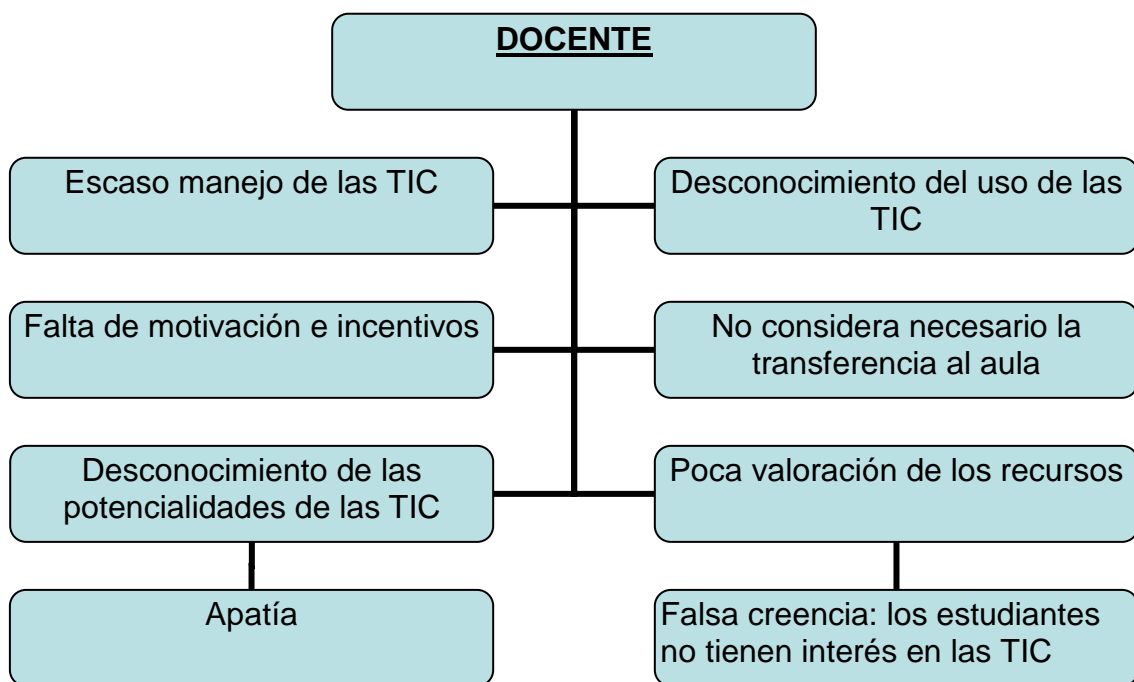 DOCENTE
Escaso manejo de las TIC
Desconocimiento del uso de las
TIC
Falta de motivación e incentivos
No considera necesario la
transferencia al aula
Desconocimiento de las
potencialidades de las TIC
Poca valoración de los recursos
Apatía
Falsa creencia: los estudiantes
no tienen interés en las TIC